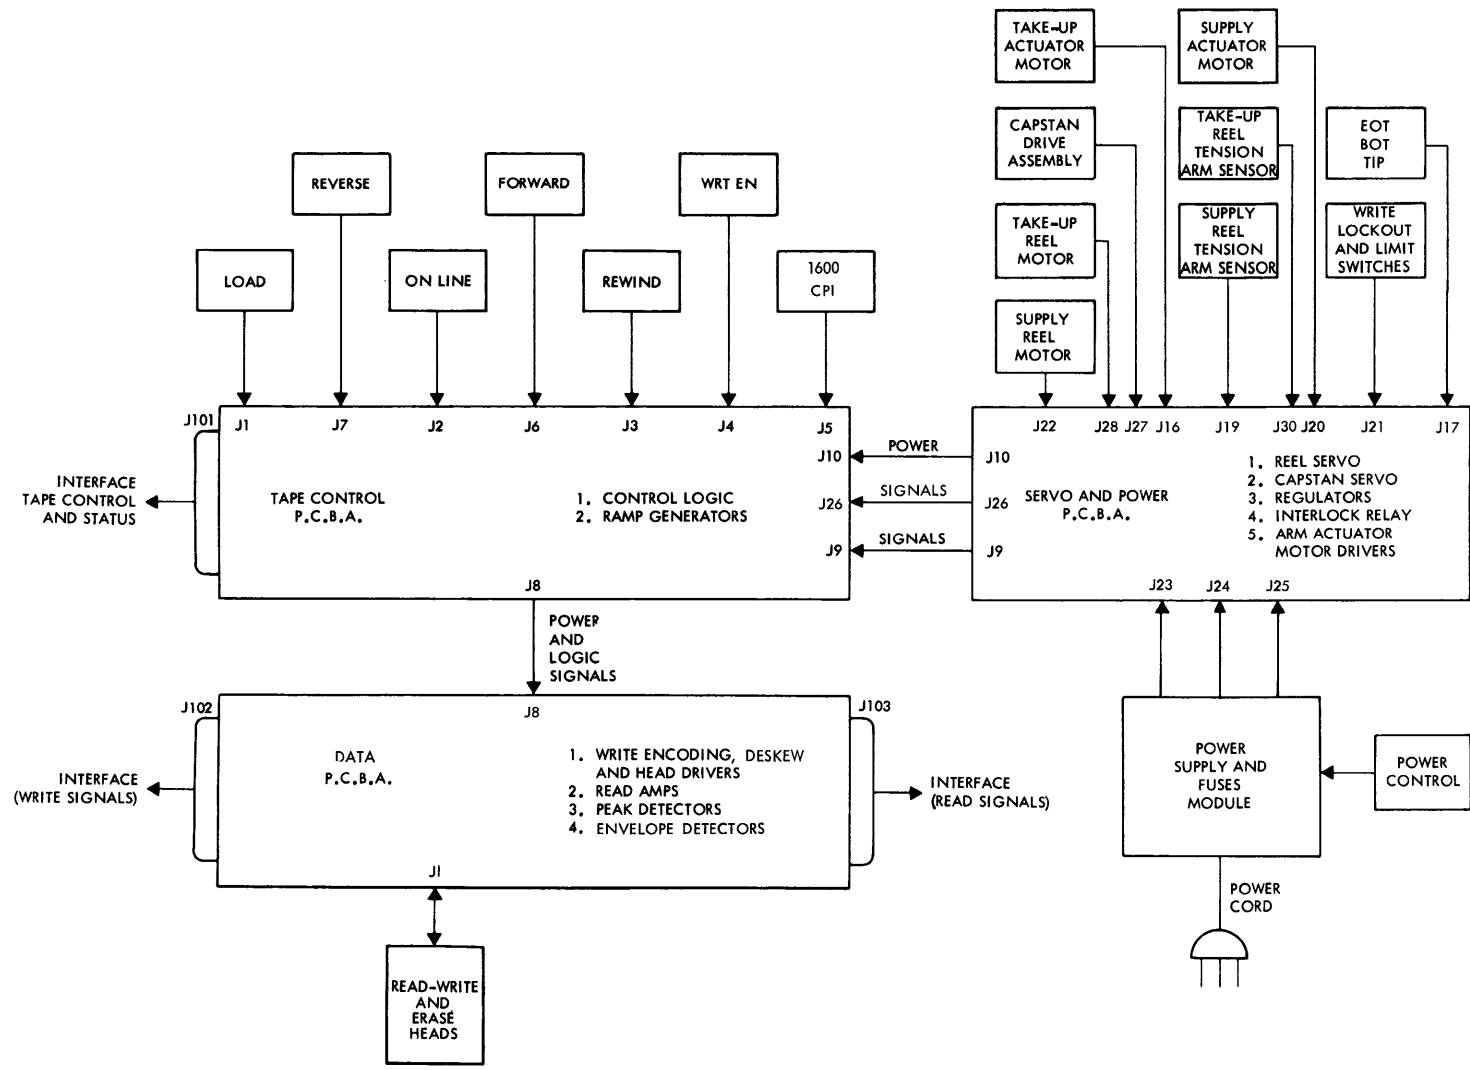 TAKE-UP
ACTUATOR
MOTOR
SUPPLY
ACTUATOR
MOTOR
CAPSTAN
DRIVE
ASSEMBLY
TAKE-UP
REEL
TENSION
ARM SENSOR
EOT
BOT
TIP
REVERSE
FORWARD
WRT EN
TAKE-UP
REEL
MOTOR
SUPPLY
REEL
TENSION
ARM SENSOR
WRITE
LOCKOUT
AND LIMIT
SWITCHES
LOAD
ON LINE
REWIND
1600
CPI
SUPPLY
REEL
MOTOR
J101
J1
J7
J2
J6
J3
J4
J5
J22
J28
J27
J16
J19
J30
J20
J21
J17
INTERFACE
TAPE CONTROL
AND STATUS
TAPE CONTROL
P.C.B.A.
1. CONTROL LOGIC
2. RAMP GENERATORS
J10
POWER
J10
J26
SIGNALS
J26
J9
SIGNALS
J9
SERVO AND POWER
P.C.B.A.
1. REEL SERVO
2. CAPSTAN SERVO
3. REGULATORS
4. INTERLOCK RELAY
5. ARM ACTUATOR
MOTOR DRIVERS
J8
J23
J24
J25
POWER
AND
LOGIC
SIGNALS
J102
J8
J103
INTERFACE
(WRITE SIGNALS)
DATA
P.C.B.A.
1. WRITE ENCODING, DESKEW
AND HEAD DRIVERS
2. READ AMPS
3. PEAK DETECTORS
4. ENVELOPE DETECTORS
INTERFACE
(READ SIGNALS)
POWER
SUPPLY AND
FUSES
MODULE
POWER
CONTROL
J1
POWER
CORD
READ-WRITE
AND
ERASE
HEADS